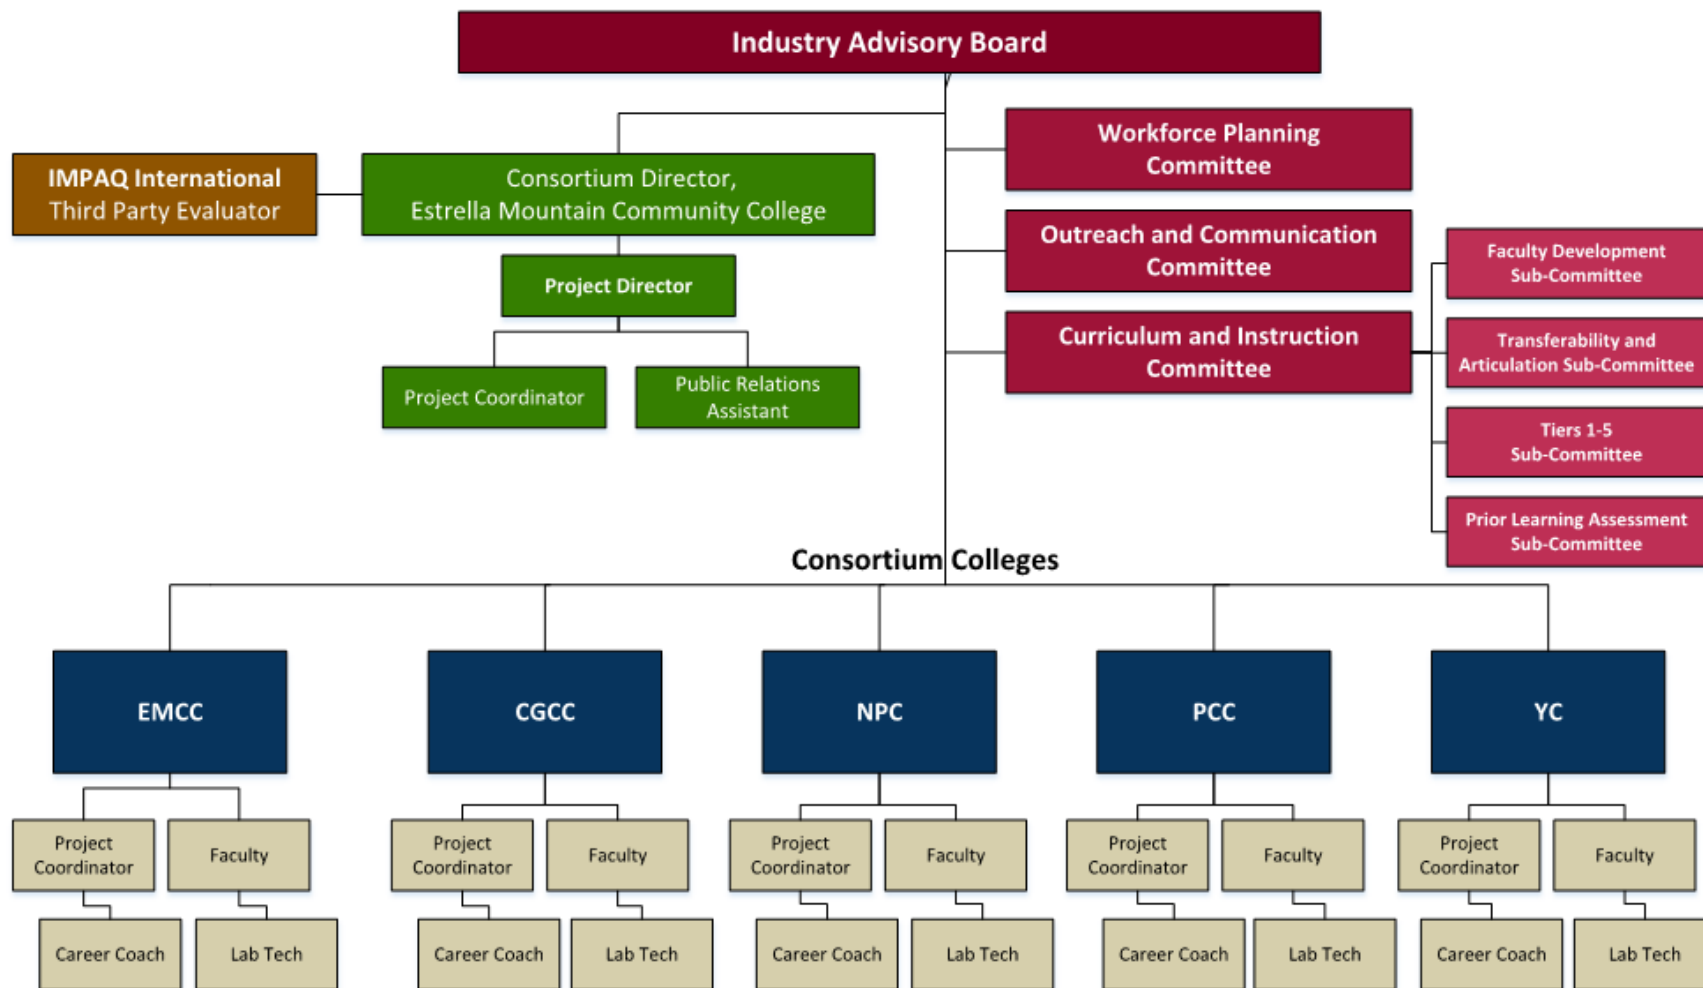 Industry Advisory Board
Workforce Planning
Committee
IMPAQ International
Third Party Evaluator
Consortium Director,
Estrella Mountain Community College
Outreach and Communication
Committee
Faculty Development
Sub-Committee
Project Director
Curriculum and Instruction
Committee
Transferability and
Articulation Sub-Committee
Project Coordinator
Public Relations
Assistant
Tiers 1-5
Sub-Committee
Prior Learning Assessment
Sub-Committee
Consortium Colleges
EMCC
CGCC
NPC
PCC
YC
Project
Coordinator
Faculty
Project
Coordinator
Faculty
Project
Coordinator
Faculty
Project
Coordinator
Faculty
Project
Coordinator
Faculty
Career Coach
Lab Tech
Career Coach
Lab Tech
Career Coach
Lab Tech
Career Coach
Lab Tech
Career Coach
Lab Tech